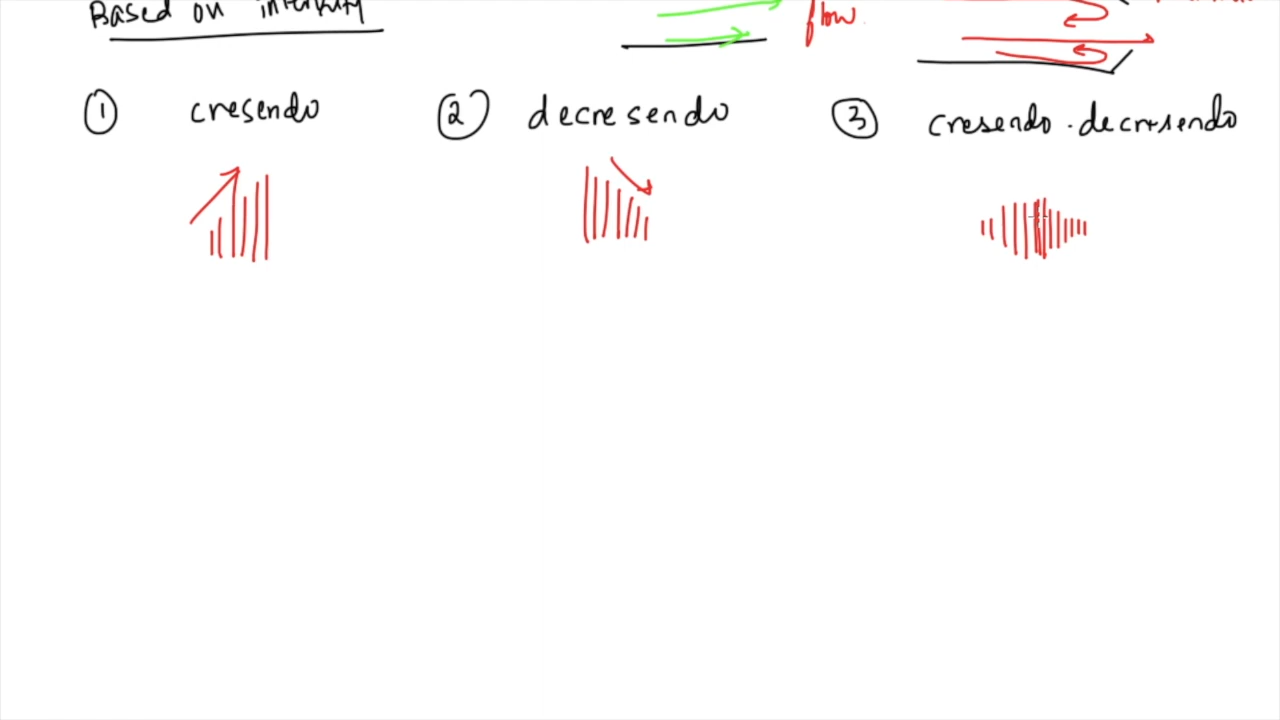 Based on intensity
flow
① cresendo
② decresendo
③ cresendo-decresendo